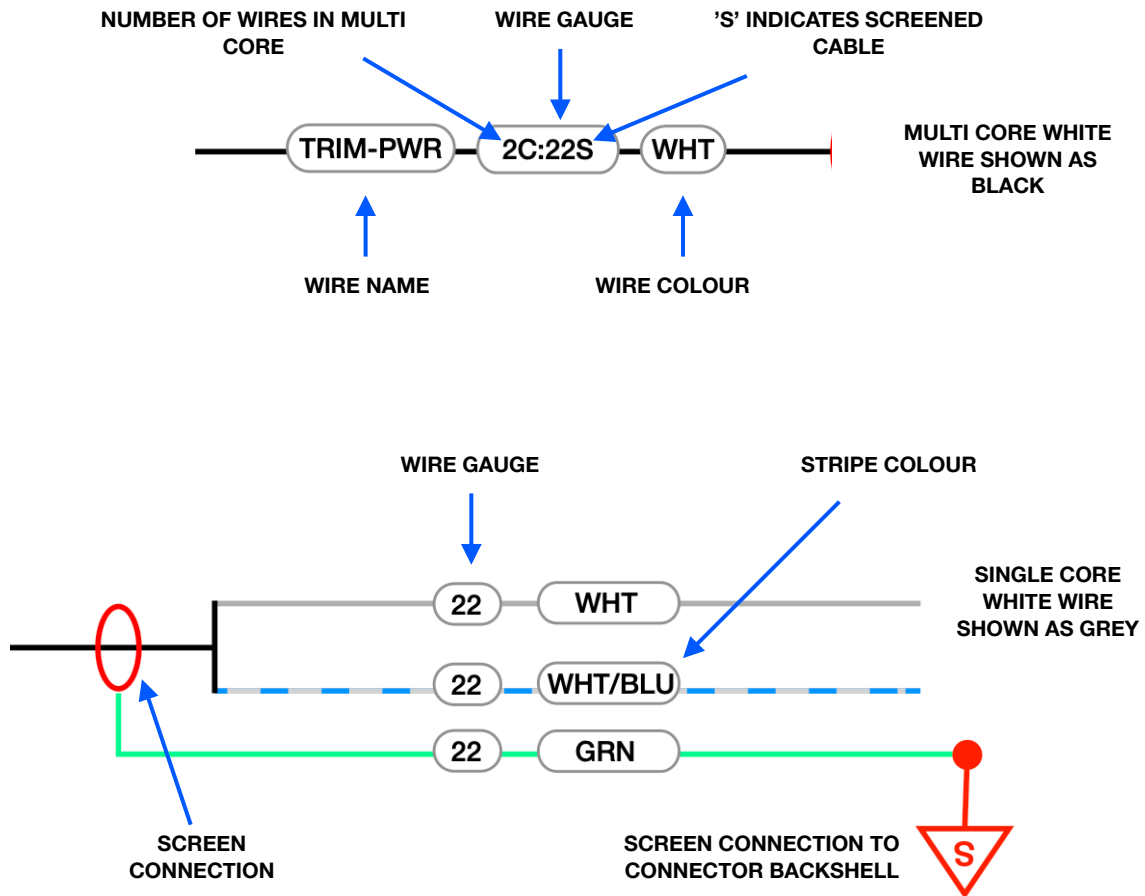 NUMBER OF WIRES IN MULTI
CORE
WIRE GAUGE
’S’ INDICATES SCREENED
CABLE
TRIM-PWR
2C:22S
WHT
MULTI CORE WHITE
WIRE SHOWN AS
BLACK
WIRE NAME
WIRE COLOUR
WIRE GAUGE
STRIPE COLOUR
22
WHT
SINGLE CORE
WHITE WIRE
SHOWN AS GREY
22
WHT/BLU
22
GRN
SCREEN
CONNECTION
SCREEN CONNECTION TO
CONNECTOR BACKSHELL
S